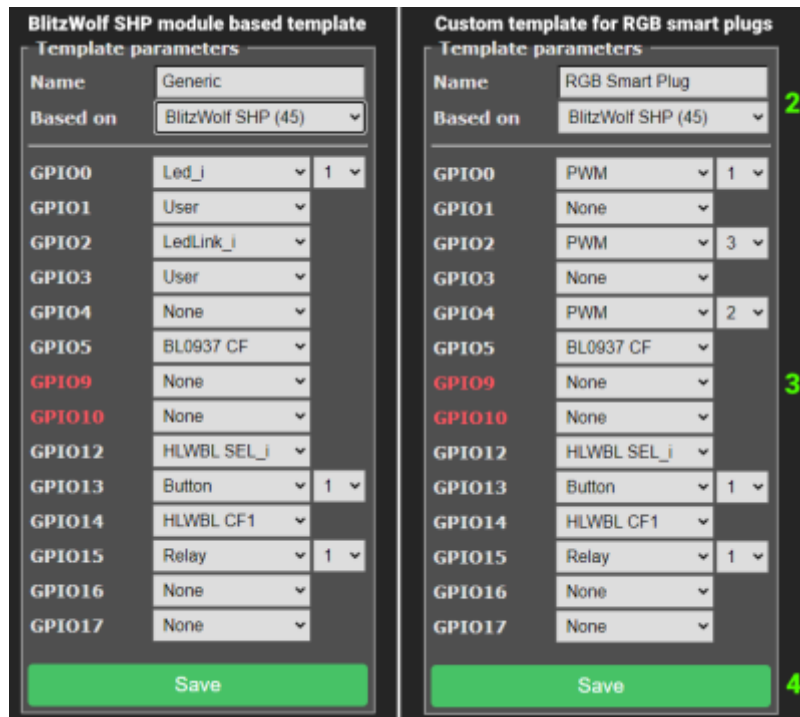 BlitzWolf SHP module based template
Template parameters
Name Generic
Based on BlitzWolf SHP (45)
GPIO0 Led_i 1
GPIO1 User
GPIO2 LedLink_i
GPIO3 User
GPIO4 None
GPIO5 BL0937 CF
GPIO9 None
GPIO10 None
GPIO12 HLWBL SEL_i
GPIO13 Button 1
GPIO14 HLWBL CF1
GPIO15 Relay 1
GPIO16 None
GPIO17 None
Save
Custom template for RGB smart plugs
Template parameters
Name RGB Smart Plug
Based on BlitzWolf SHP (45) 2
GPIO0 PWM 1
GPIO1 None
GPIO2 PWM 3
GPIO3 None
GPIO4 PWM 2
GPIO5 BL0937 CF
GPIO9 None 3
GPIO10 None
GPIO12 HLWBL SEL_i
GPIO13 Button 1
GPIO14 HLWBL CF1
GPIO15 Relay 1
GPIO16 None
GPIO17 None
Save 4